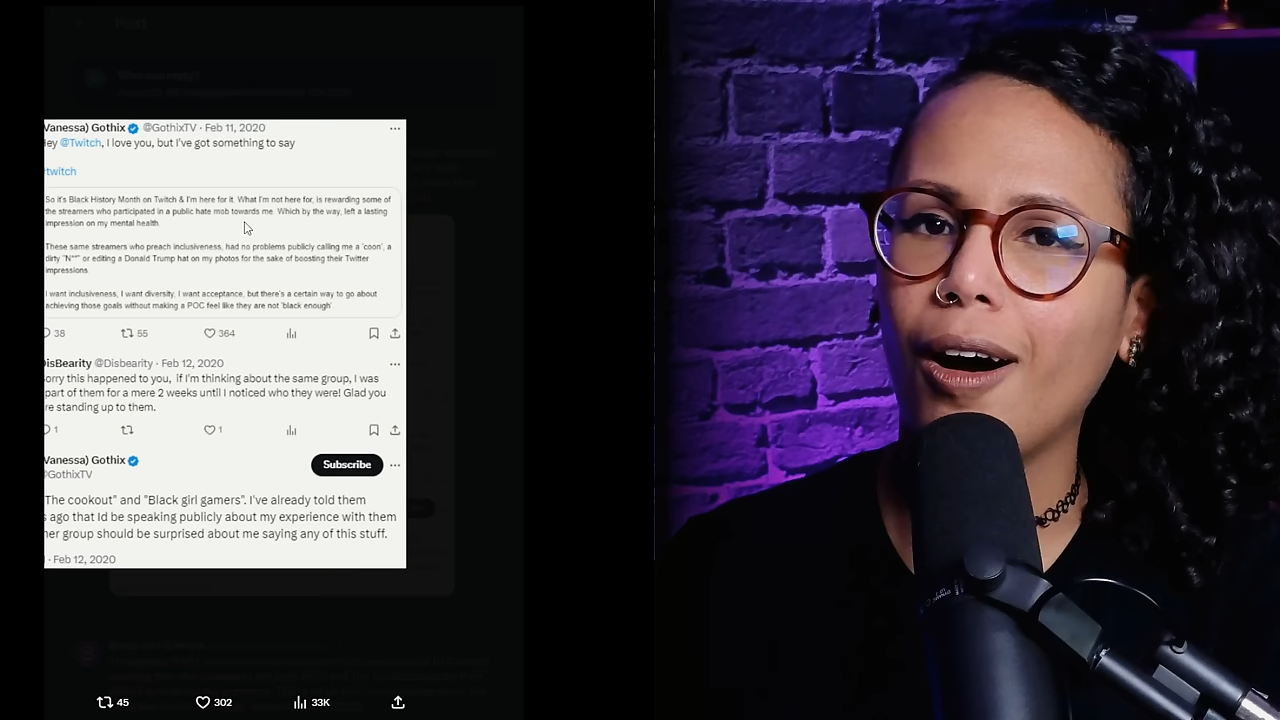 Vanessa) Gothix @GothixTV · Feb 11, 2020
ey @Twitch, I love you, but I've got something to say
twitch
So it's Black History Month on Twitch & I'm here for it. What I'm not here for, is rewarding some of
the streamers who participated in a public hate mob towards me. Which by the way, left a lasting
impression on my mental health
These same streamers who preach inclusiveness, had no problems publicly calling me a 'coon', a
dirty "N**" or editing a Donald Trump hat on my photos for the sake of boosting their Twitter
impressions
I want inclusiveness, I want diversity, I want acceptance, but there's a certain way to go about
achieving those goals without making a POC feel like they are not 'black enough'
38 55 364
DisBearity @Disbearity · Feb 12, 2020
orry this happened to you, if I'm thinking about the same group, I was
part of them for a mere 2 weeks until I noticed who they were! Glad you
re standing up to them.
1 1
Vanessa) Gothix
@GothixTV
Subscribe
The cookout" and "Black girl gamers". I've already told them
s ago that Id be speaking publicly about my experience with them
her group should be surprised about me saying any of this stuff.
· Feb 12, 2020
45 302 33K